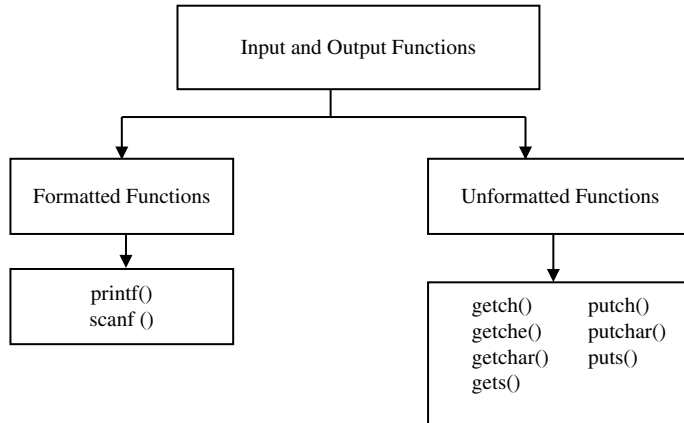 Input and Output Functions
Formatted Functions
Unformatted Functions
printf()
scanf ()
getch() putch()
getche() putchar()
getchar() puts()
gets()